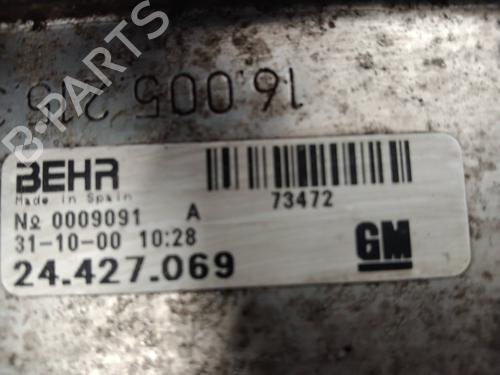 16.005 21
BEHR
Made in Spain
73472
№ 0009091 A
31-10-00 10:28
GM
24.427.069
B-PARTS